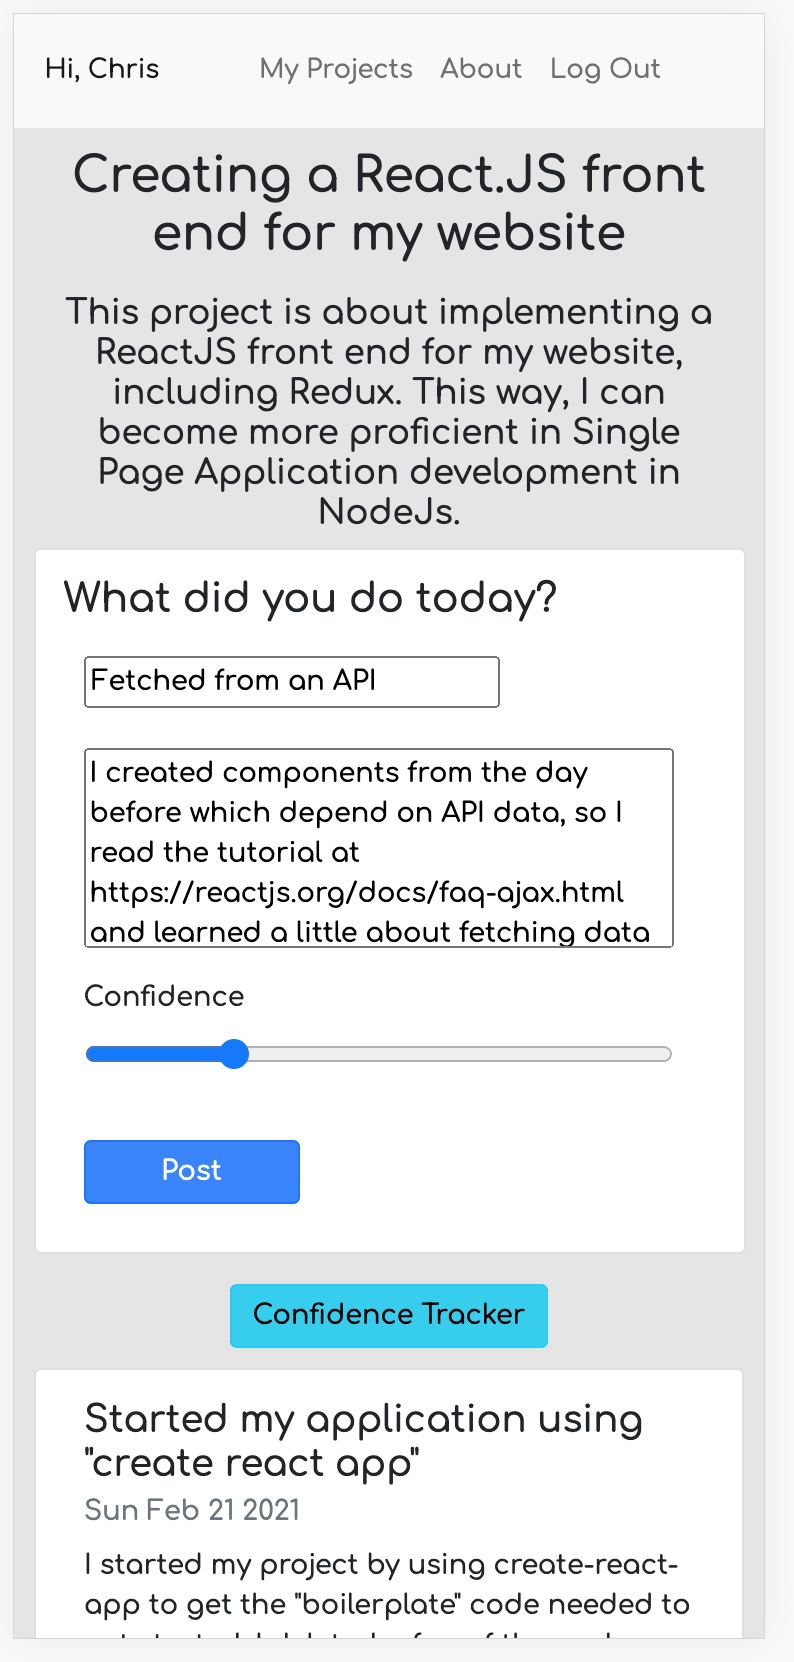 Hi, Chris My Projects About Log Out
Creating a React.JS front
end for my website
This project is about implementing a
ReactJS front end for my website,
including Redux. This way, I can
become more proficient in Single
Page Application development in
NodeJs.
What did you do today?
Fetched from an API
I created components from the day
before which depend on API data, so I
read the tutorial at
https://reactjs.org/docs/faq-ajax.html
and learned a little about fetching data
Confidence
Post
Confidence Tracker
Started my application using
"create react app"
Sun Feb 21 2021
I started my project by using create-react-
app to get the "boilerplate" code needed to